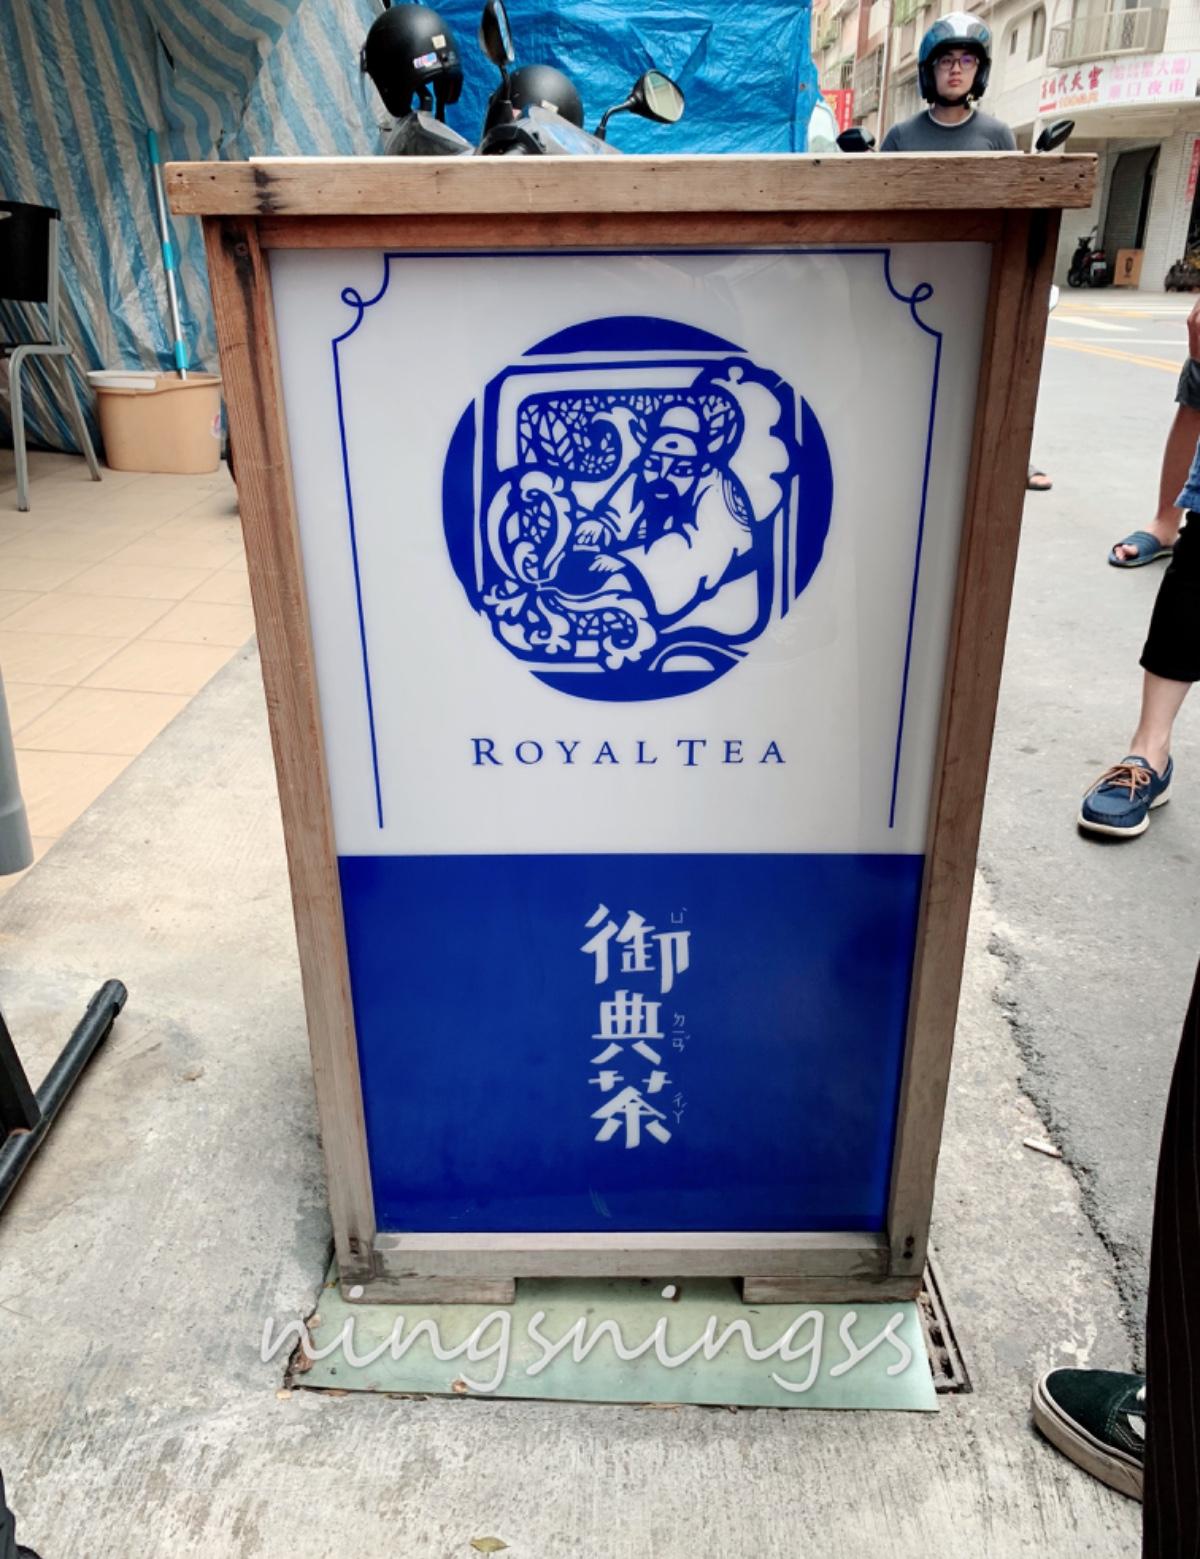 ROYAL TEA
御典茶
ㄩˋ
ㄉㄧㄢˇ
ㄔㄚˊ
ningsningss